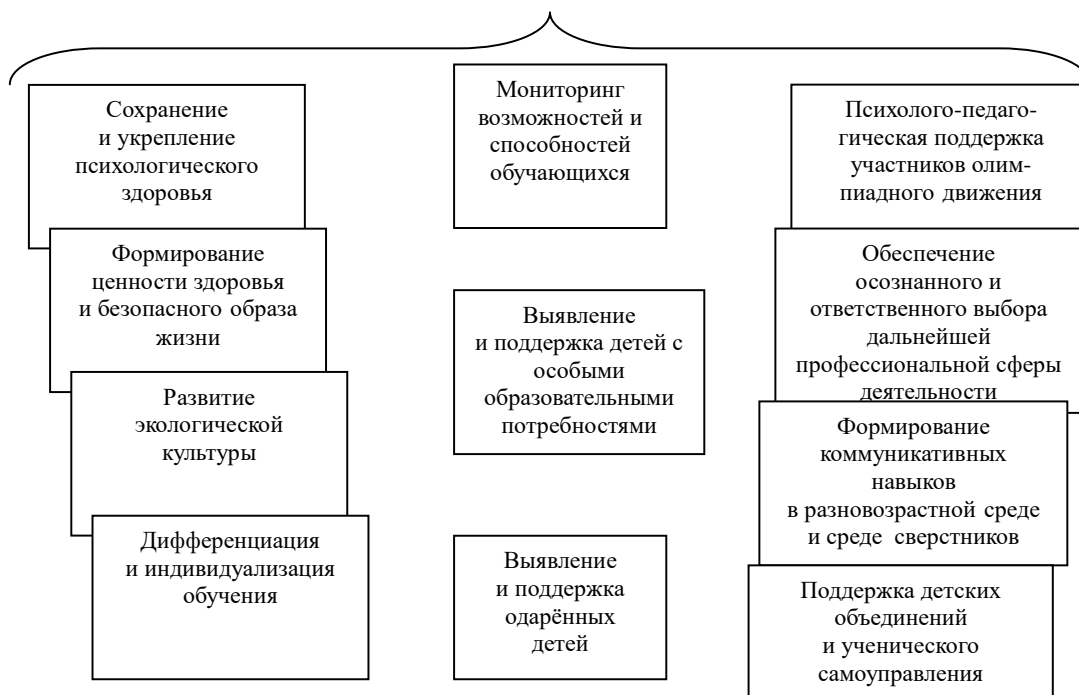 Сохранение
и укрепление
психологического
здоровья
Формирование
ценности здоровья
и безопасного образа
жизни
Развитие
экологической
культуры
Дифференциация
и индивидуализация
обучения
Мониторинг
возможностей и
способностей
обучающихся
Выявление
и поддержка детей с
особыми
образовательными
потребностями
Выявление
и поддержка
одарённых
детей
Психолого-педаго-
гическая поддержка
участников олим-
пиадного движения
Обеспечение
осознанного и
ответственного выбора
дальнейшей
профессиональной сферы
деятельности
Формирование
коммуникативных
навыков
в разновозрастной среде
и среде сверстников
Поддержка детских
объединений
и ученического
самоуправления